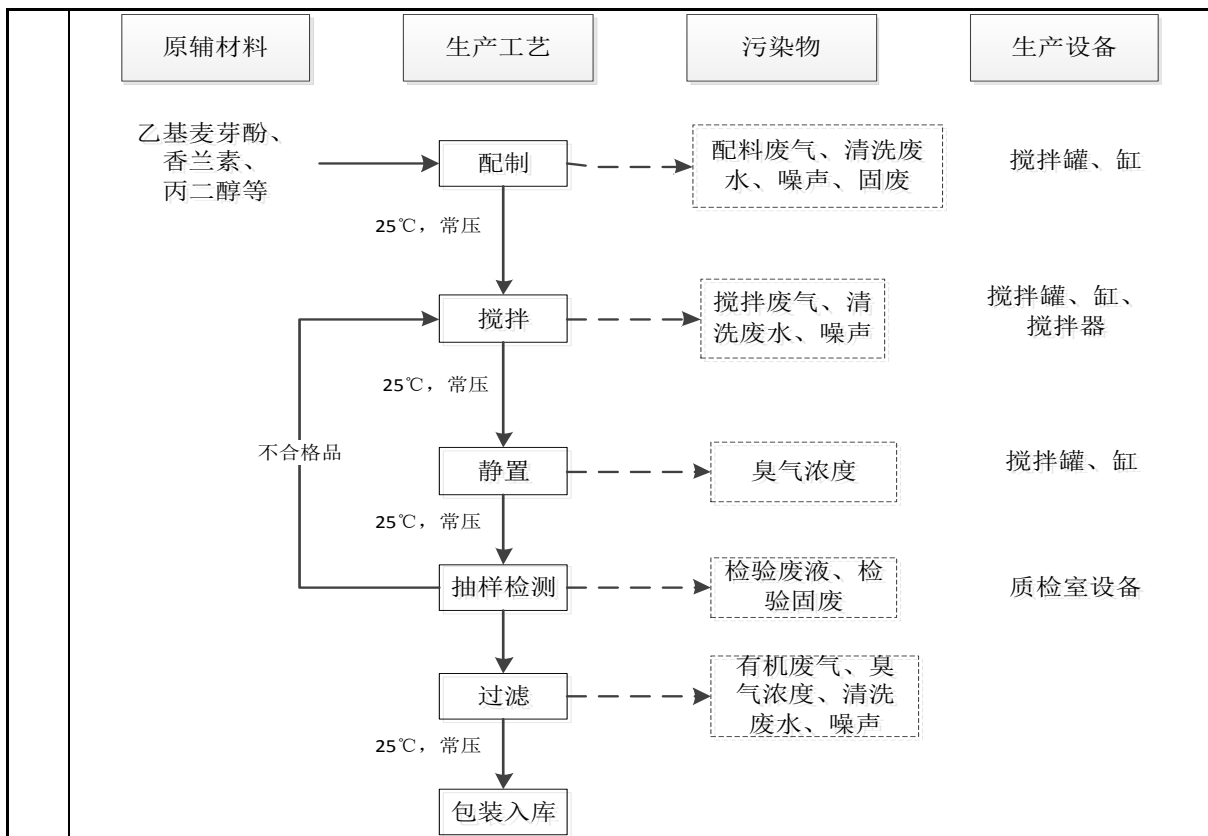 原辅材料
生产工艺
污染物
生产设备
乙基麦芽酚、
香兰素、
丙二醇等
配制
配料废气、清洗废
水、噪声、固废
搅拌罐、缸
25℃，常压
搅拌
搅拌废气、清
洗废水、噪声
搅拌罐、缸、
搅拌器
25℃，常压
不合格品
静置
臭气浓度
搅拌罐、缸
25℃，常压
抽样检测
检验废液、检
验固废
质检室设备
过滤
有机废气、臭
气浓度、清洗
废水、噪声
25℃，常压
包装入库